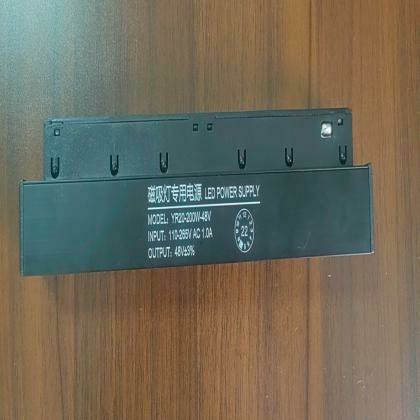 磁吸灯专用电源 LED POWER SUPPLY
MODEL: YR20-200W-48V
INPUT: 110-265V AC 1.0A
OUTPUT: 48V±3%
22